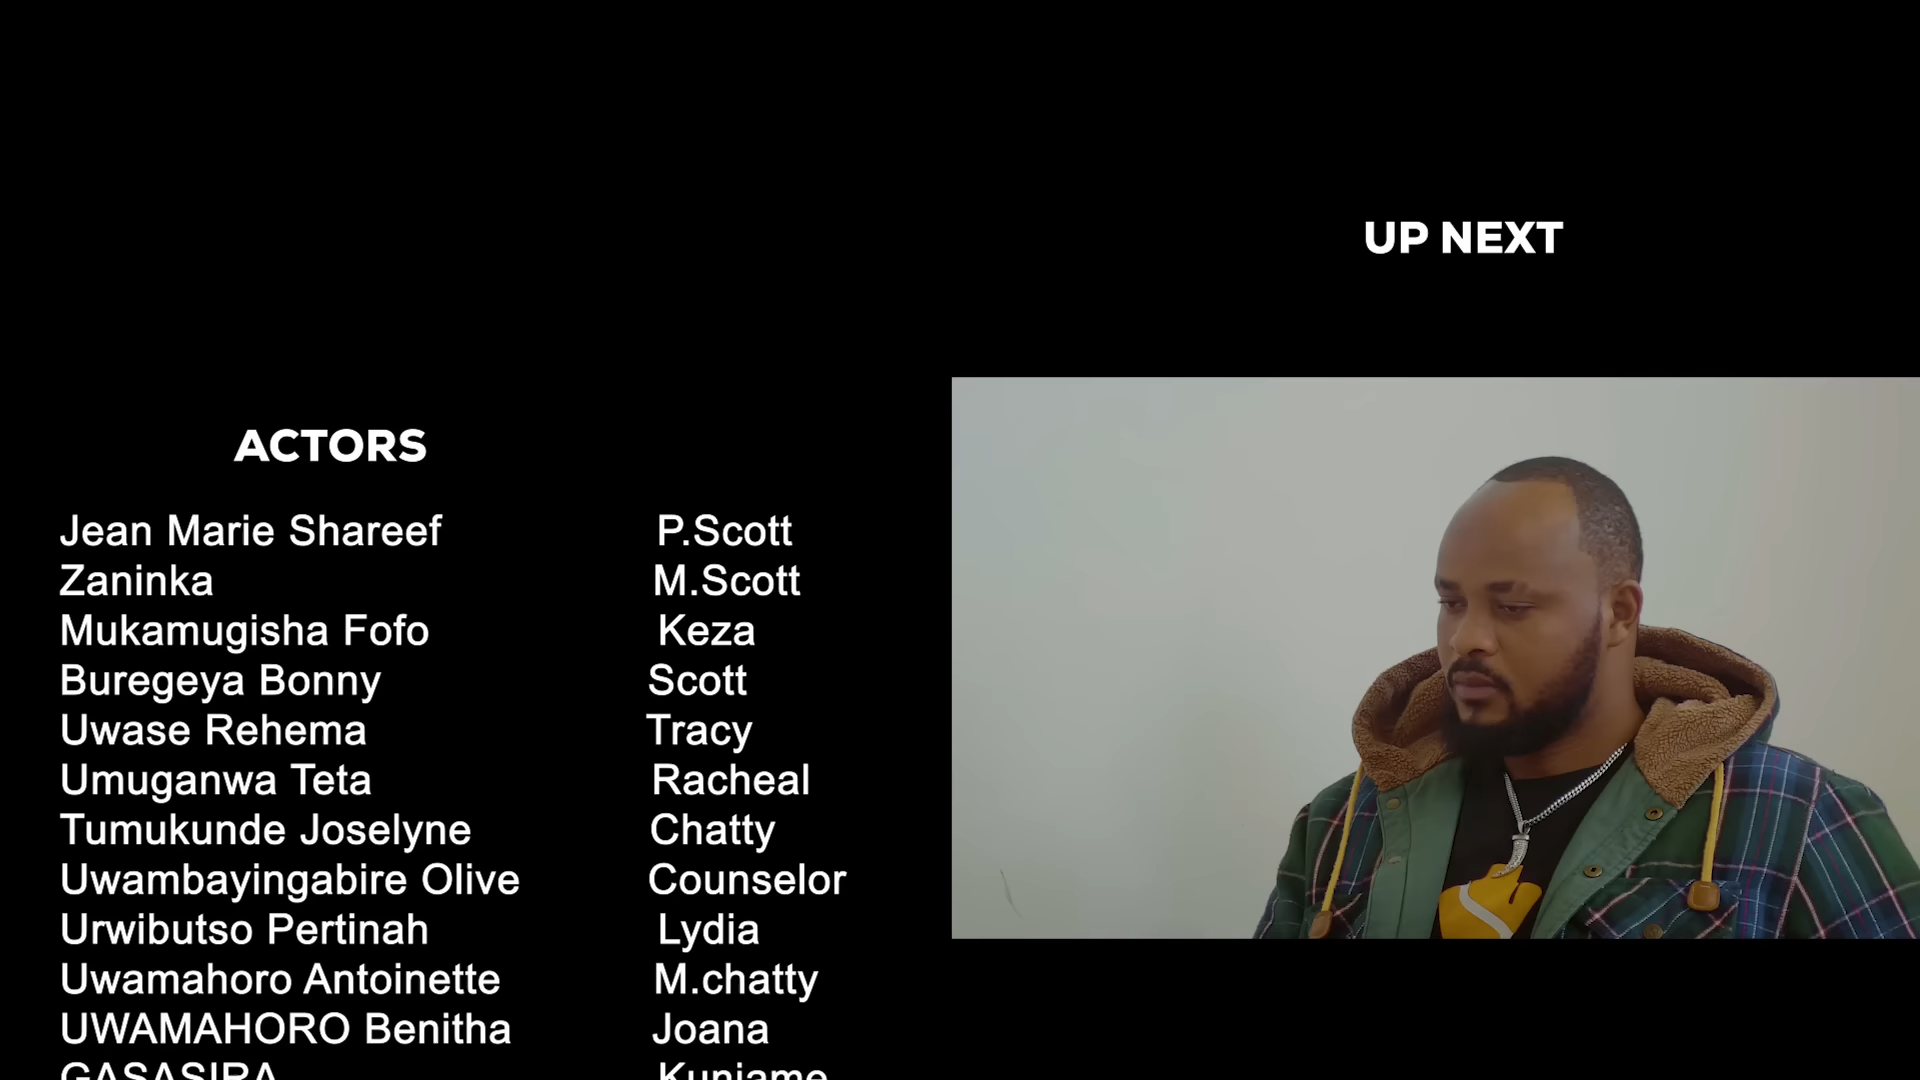 UP NEXT
ACTORS
Jean Marie Shareef P.Scott
Zaninka M.Scott
Mukamugisha Fofo Keza
Buregeya Bonny Scott
Uwase Rehema Tracy
Umuganwa Teta Racheal
Tumukunde Joselyne Chatty
Uwambayingabire Olive Counselor
Urwibutso Pertinah Lydia
Uwamahoro Antoinette M.chatty
UWAMAHORO Benitha Joana
GASASIRA